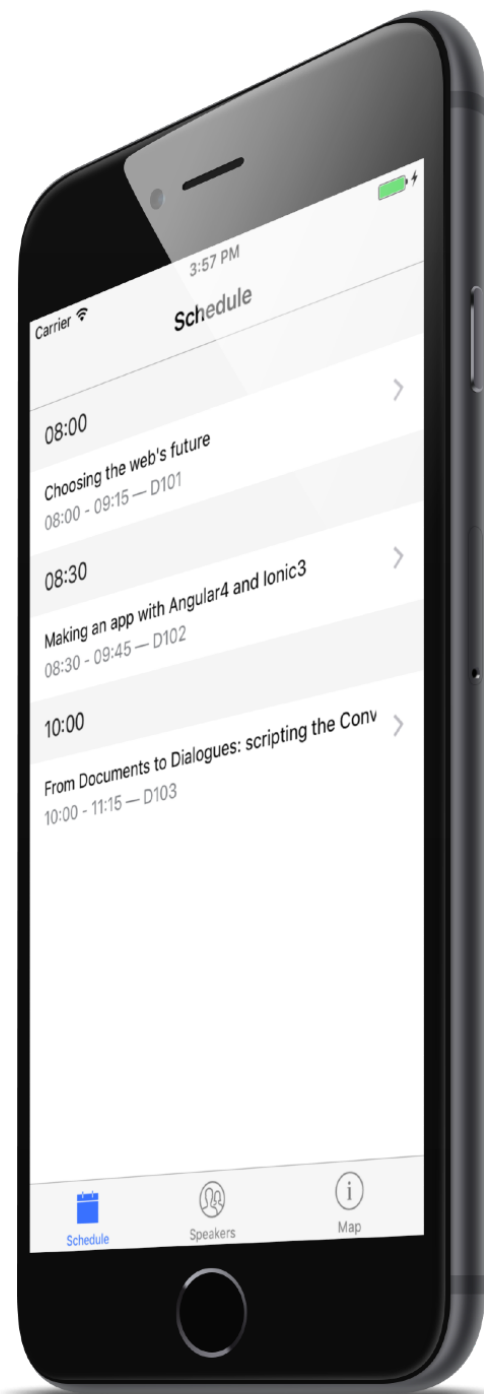 3:57 PM
Carrier
Schedule
08:00
Choosing the web's future
08:00 - 09:15 — D101
08:30
Making an app with Angular4 and Ionic3
08:30 - 09:45 — D102
10:00
From Documents to Dialogues: scripting the Conv
10:00 - 11:15 — D103
Schedule
Speakers
Map